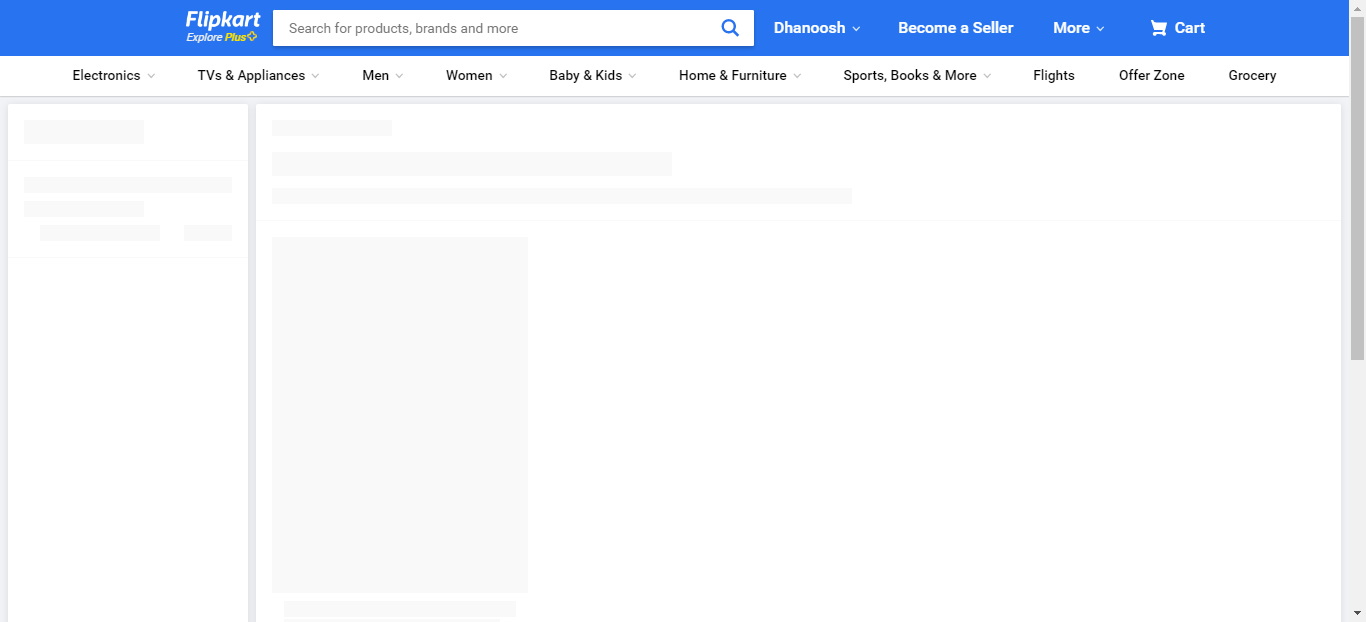 Flipkart
Explore Plus
Search for products, brands and more
Dhanoosh
Become a Seller
More
Cart
Electronics
TVs & Appliances
Men
Women
Baby & Kids
Home & Furniture
Sports, Books & More
Flights
Offer Zone
Grocery